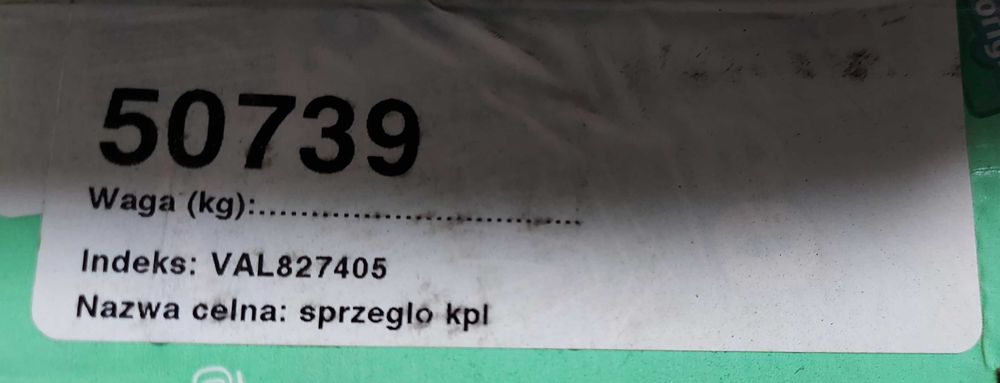 50739
Waga (kg):........................................
Indeks: VAL827405
Nazwa celna: sprzeglo kpl